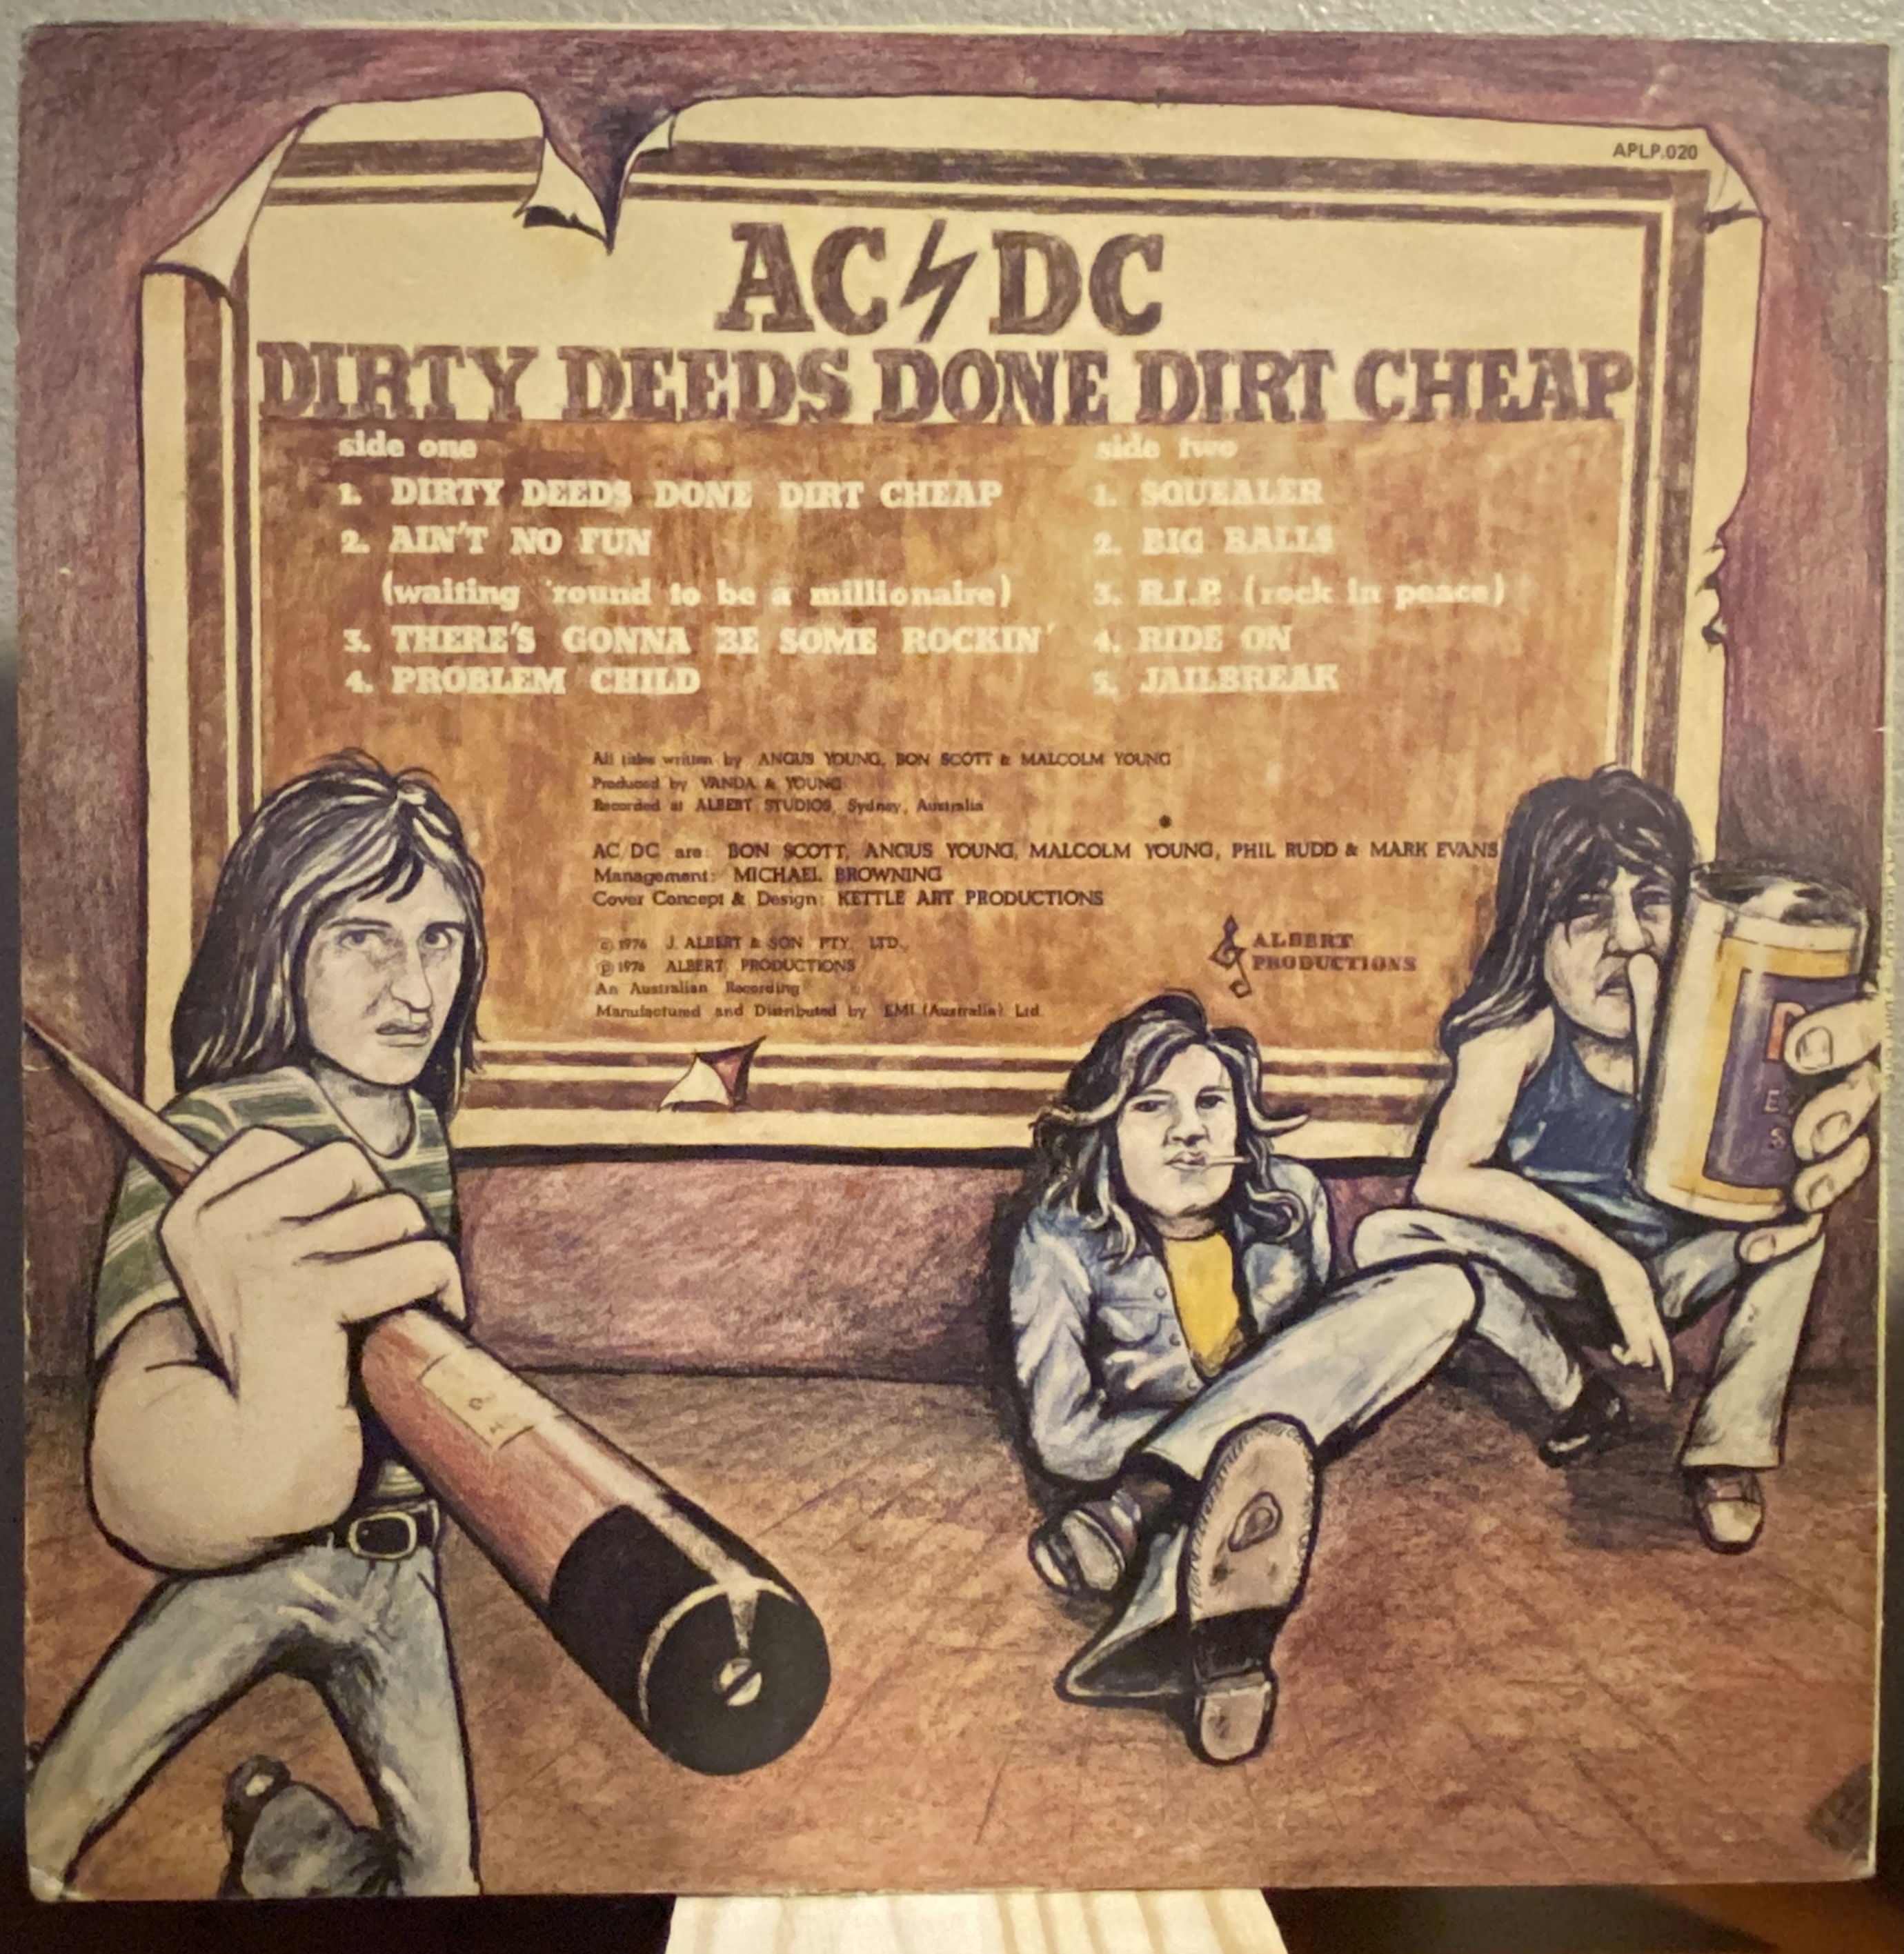 APLP.020
AC DC
DIRTY DEEDS DONE DIRT CHEAP
side one
1. DIRTY DEEDS DONE DIRT CHEAP
2. AIN'T NO FUN
(waiting 'round to be a millionaire)
3. THERE'S GONNA BE SOME ROCKIN'
4. PROBLEM CHILD
side two
1. SQUEALER
2. BIG BALLS
3. R.I.P. (rock in peace)
4. RIDE ON
5. JAILBREAK
All titles written by ANGUS YOUNG, BON SCOTT & MALCOLM YOUNG
Produced by VANDA & YOUNG
Recorded at ALBERT STUDIOS, Sydney, Australia
AC DC are: BON SCOTT, ANGUS YOUNG, MALCOLM YOUNG, PHIL RUDD & MARK EVANS
Management: MICHAEL BROWNING
Cover Concept & Design: KETTLE ART PRODUCTIONS
© 1976 J. ALBERT & SON PTY. LTD.,
℗ 1976 ALBERT PRODUCTIONS
An Australian Recording
Manufactured and Distributed by EMI (Australia) Ltd.
ALBERT
PRODUCTIONS